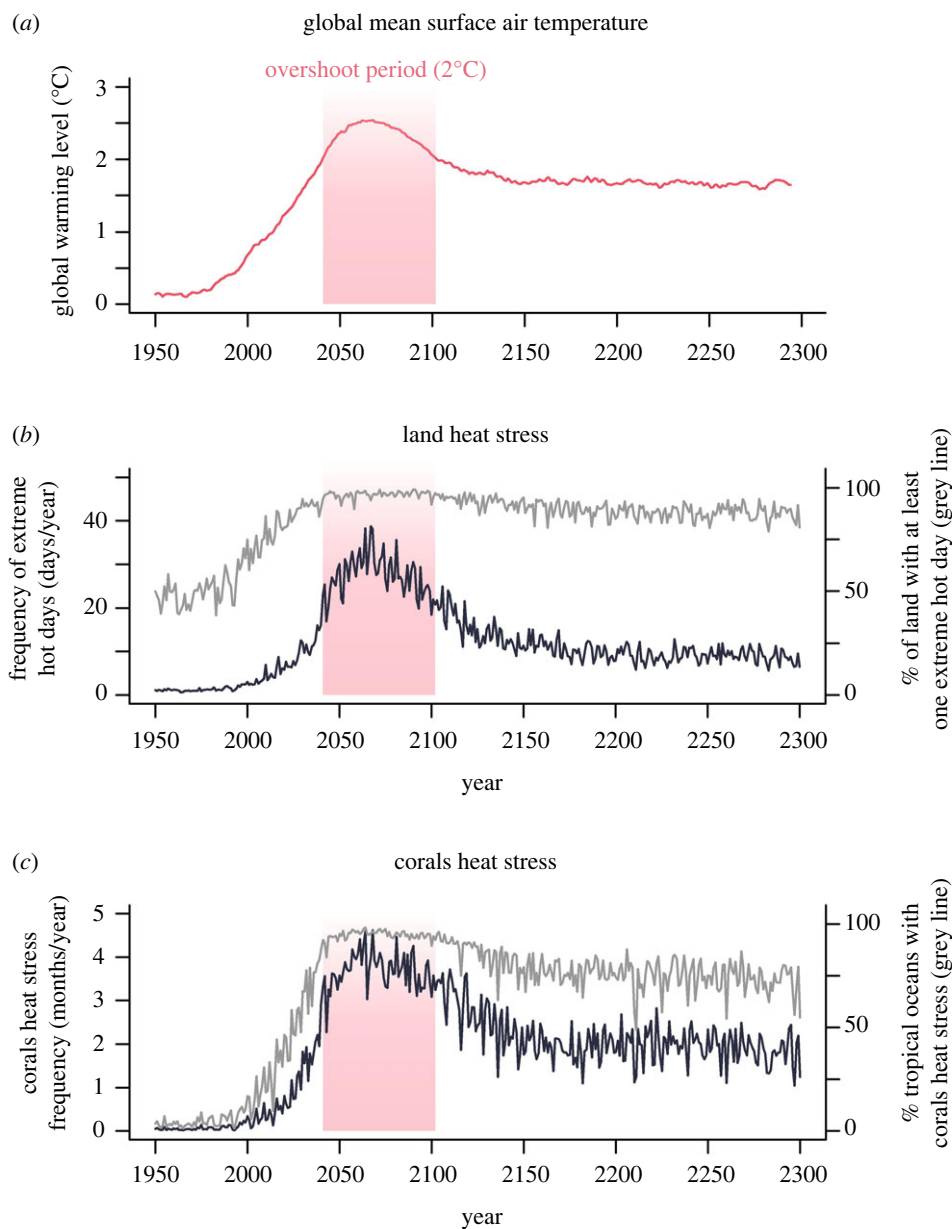 (a)
global mean surface air temperature
overshoot period (2°C)
global warming level (°C)
3
2
1
0
1950 2000 2050 2100 2150 2200 2250 2300
(b)
land heat stress
frequency of extreme
hot days (days/year)
40
20
0
100
50
0
% of land with at least
one extreme hot day (grey line)
1950 2000 2050 2100 2150 2200 2250 2300
year
(c)
corals heat stress
corals heat stress
frequency (months/year)
5
4
3
2
1
0
100
50
0
% tropical oceans with
corals heat stress (grey line)
1950 2000 2050 2100 2150 2200 2250 2300
year